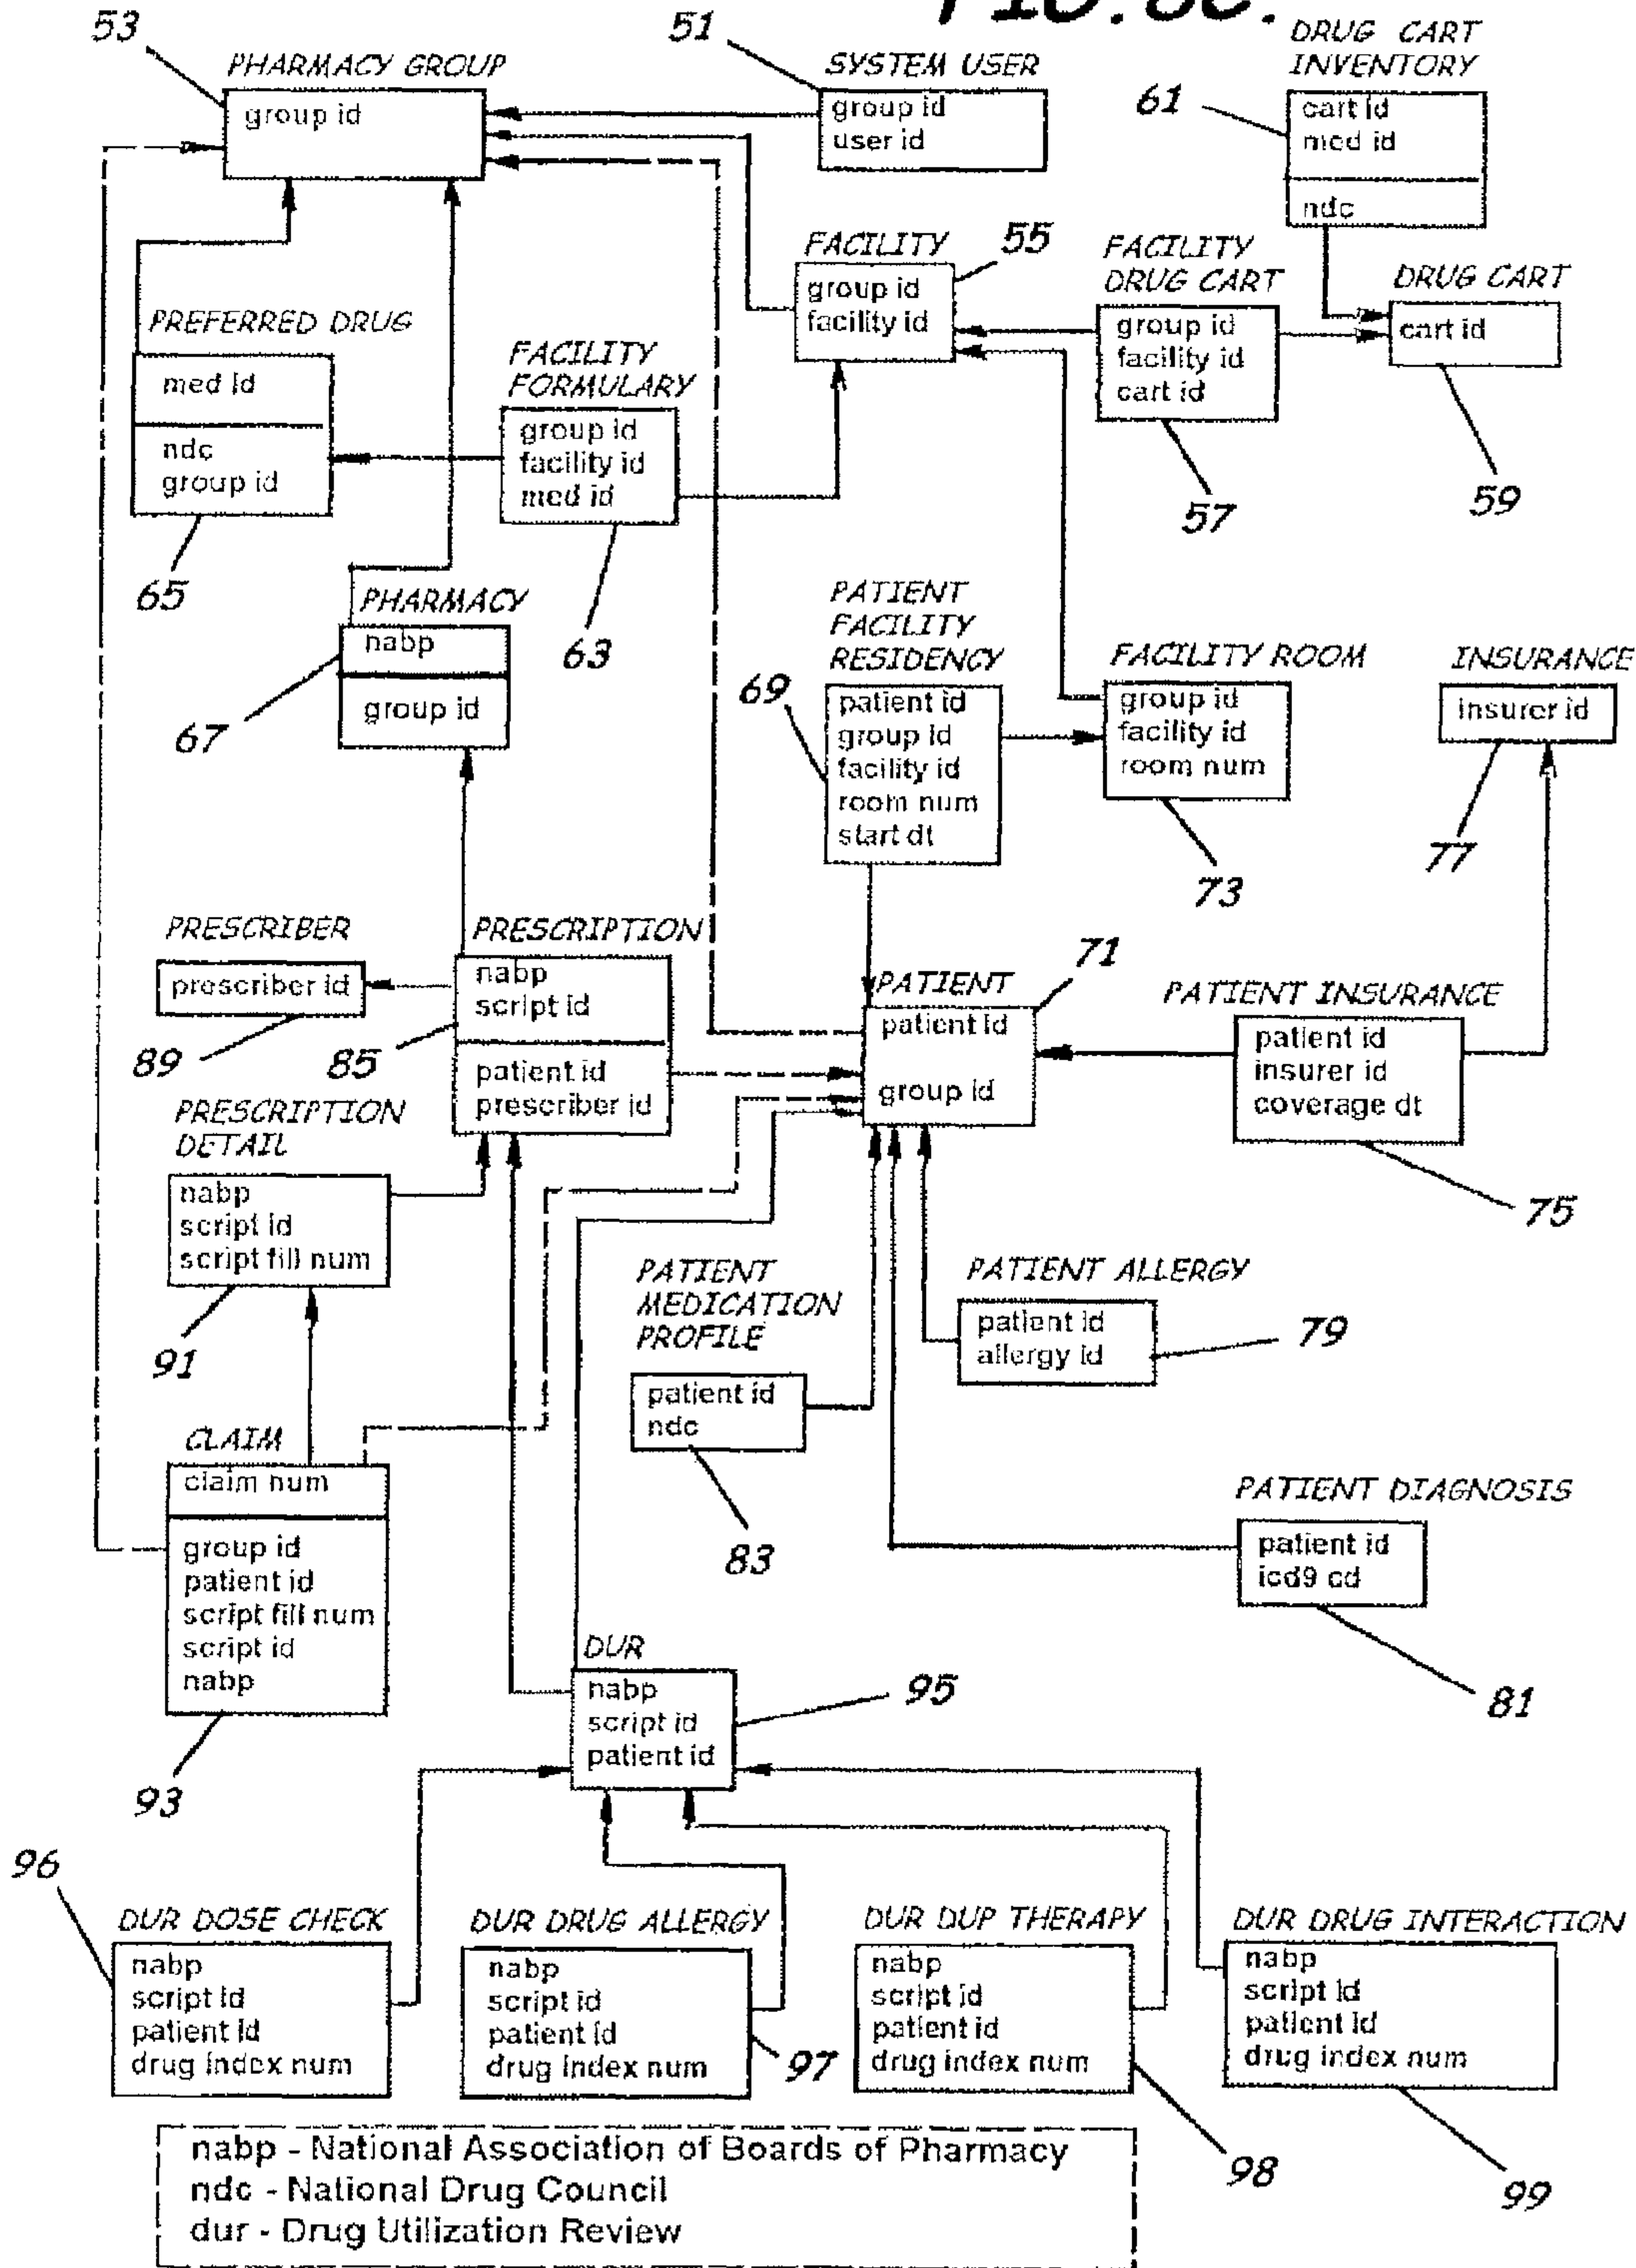 53
51
PHARMACY GROUP
group id
SYSTEM USER
group id
user id
DRUG CART
INVENTORY
61
cart id
med id
ndc
FACILITY
55
group id
facility id
FACILITY
DRUG CART
group id
facility id
cart id
57
DRUG CART
cart id
59
PREFERRED DRUG
med id
ndc
group id
65
FACILITY
FORMULARY
group id
facility id
med id
63
PHARMACY
nabp
group id
67
PATIENT
FACILITY
RESIDENCY
69
patient id
group id
facility id
room num
start dt
FACILITY ROOM
group id
facility id
room num
73
INSURANCE
insurer id
77
PRESCRIBER
prescriber id
89
PRESCRIPTION
nabp
script id
patient id
prescriber id
85
PATIENT
71
patient id
group id
PATIENT INSURANCE
patient id
insurer id
coverage dt
75
PRESCRIPTION
DETAIL
nabp
script id
script fill num
91
PATIENT
MEDICATION
PROFILE
patient id
ndc
83
PATIENT ALLERGY
patient id
allergy id
79
CLAIM
claim num
group id
patient id
script fill num
script id
nabp
93
PATIENT DIAGNOSIS
patient id
icd9 cd
81
DUR
nabp
script id
patient id
95
96
DUR DOSE CHECK
nabp
script id
patient id
drug index num
DUR DRUG ALLERGY
nabp
script id
patient id
drug index num
97
DUR DUP THERAPY
nabp
script id
patient id
drug index num
98
DUR DRUG INTERACTION
nabp
script id
patient id
drug index num
99
nabp - National Association of Boards of Pharmacy
ndc - National Drug Council
dur - Drug Utilization Review